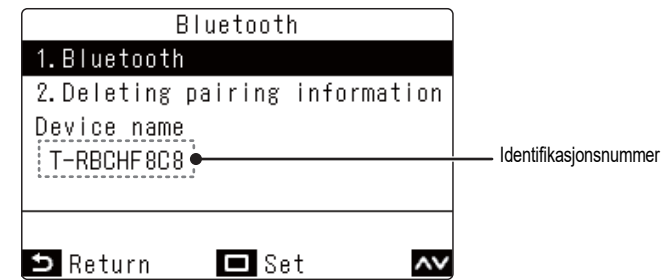 Bluetooth
1.Bluetooth
2.Deleting pairing information
Device name
T-RBCHF8C8
Identifikasjonsnummer
Return Set